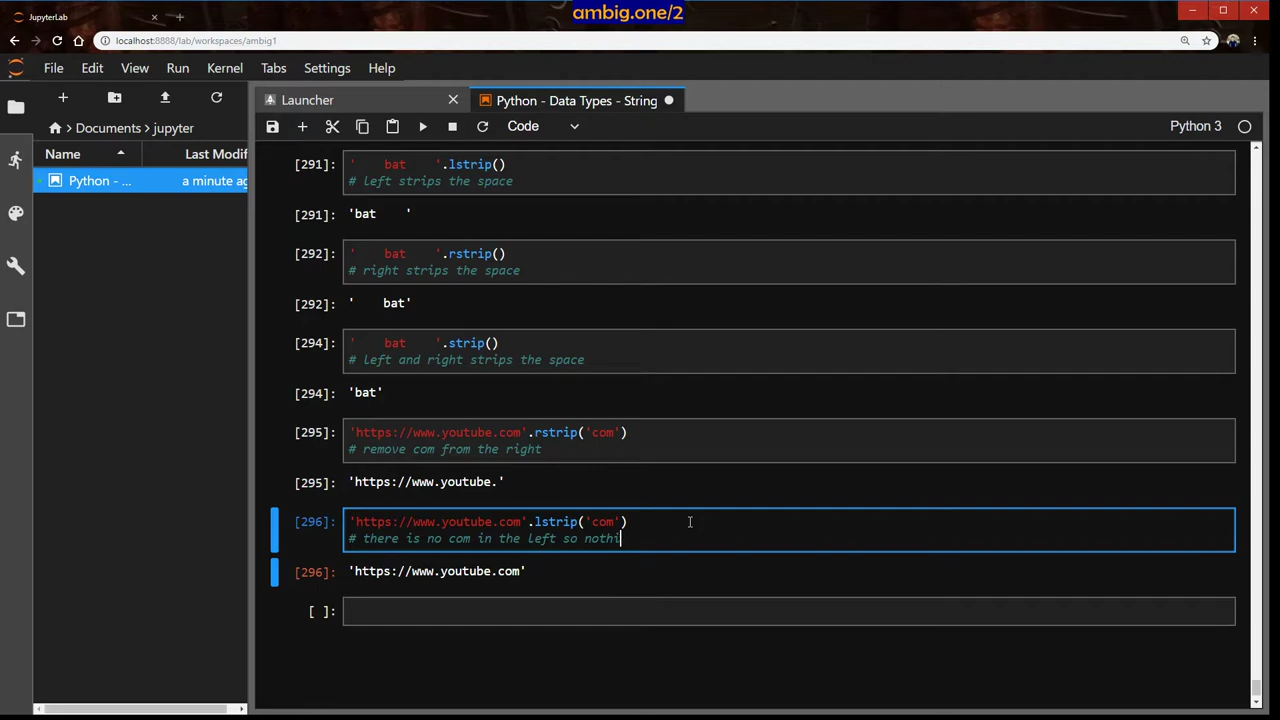 ambig.one/2
JupyterLab
localhost:8888/lab/workspaces/ambig1
File Edit View Run Kernel Tabs Settings Help
Launcher
Python - Data Types - String
Documents jupyter
Code
Python 3
Name Last Modif
Python - ... a minute ag
[291]: '    bat    '.lstrip()
# left strips the space
[291]: 'bat    '
[292]: '    bat    '.rstrip()
# right strips the space
[292]: '    bat'
[294]: '    bat    '.strip()
# left and right strips the space
[294]: 'bat'
[295]: 'https://www.youtube.com'.rstrip('com')
# remove com from the right
[295]: 'https://www.youtube.'
[296]: 'https://www.youtube.com'.lstrip('com')
# there is no com in the left so nothi
[296]: 'https://www.youtube.com'
[ ]: